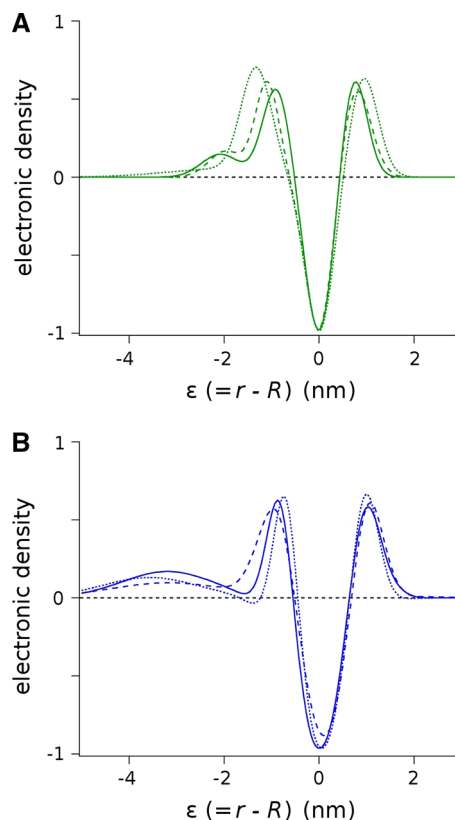 A
1
0
-1
electronic density
-4 -2 0 2
ε (=r - R) (nm)
B
1
0
-1
electronic density
-4 -2 0 2
ε (=r - R) (nm)